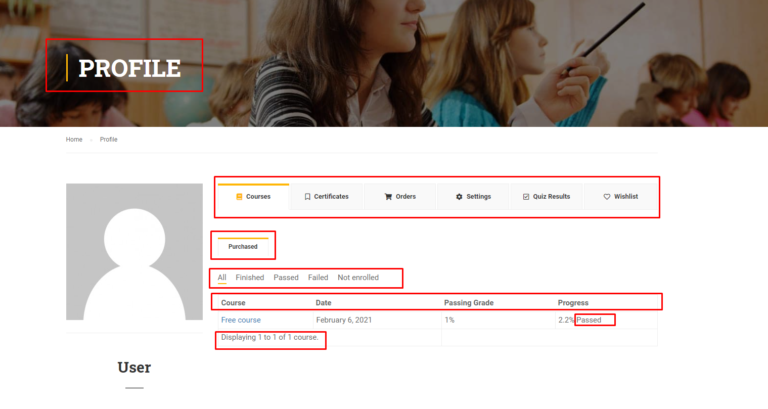 PROFILE
Home - Profile
Courses Certificates Orders Settings Quiz Results Wishlist
Purchased
All Finished Passed Failed Not enrolled
Course Date Passing Grade Progress
Free course February 6, 2021 1% 2.2% Passed
Displaying 1 to 1 of 1 course.
User